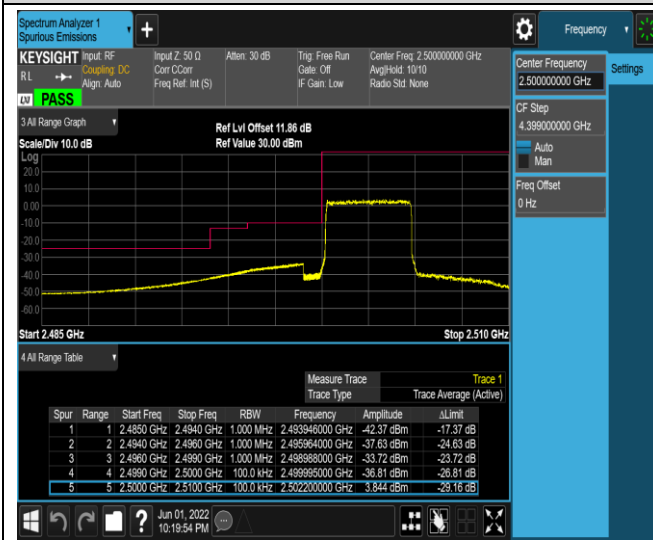 Spectrum Analyzer 1
Spurious Emissions
Frequency
KEYSIGHT
R L
LXI
PASS
Input: RF
Coupling: DC
Align: Auto
Input Z: 50 Ω
Corr CCorr
Freq Ref: Int (S)
Atten: 30 dB
Trig: Free Run
Gate: Off
IF Gain: Low
Center Freq: 2.500000000 GHz
Avg|Hold: 10/10
Radio Std: None
Center Frequency
2.500000000 GHz
Settings
CF Step
4.399000000 GHz
Auto
Man
Freq Offset
0 Hz
3 All Range Graph
Scale/Div 10.0 dB
Ref Lvl Offset 11.86 dB
Ref Value 30.00 dBm
Log
20.0
10.0
0.00
-10.0
-20.0
-30.0
-40.0
-50.0
-60.0
Start 2.485 GHz
Stop 2.510 GHz
4 All Range Table
Measure Trace Trace 1
Trace Type Trace Average (Active)
Spur Range Start Freq Stop Freq RBW Frequency Amplitude ΔLimit
1 1 2.4850 GHz 2.4940 GHz 1.000 MHz 2.493946000 GHz -42.37 dBm -17.37 dB
2 2 2.4940 GHz 2.4960 GHz 1.000 MHz 2.495964000 GHz -37.63 dBm -24.63 dB
3 3 2.4960 GHz 2.4990 GHz 1.000 MHz 2.498988000 GHz -33.72 dBm -23.72 dB
4 4 2.4990 GHz 2.5000 GHz 100.0 kHz 2.499995000 GHz -36.81 dBm -26.81 dB
5 5 2.5000 GHz 2.5100 GHz 100.0 kHz 2.502200000 GHz 3.844 dBm -29.16 dB
Jun 01, 2022
10:19:54 PM